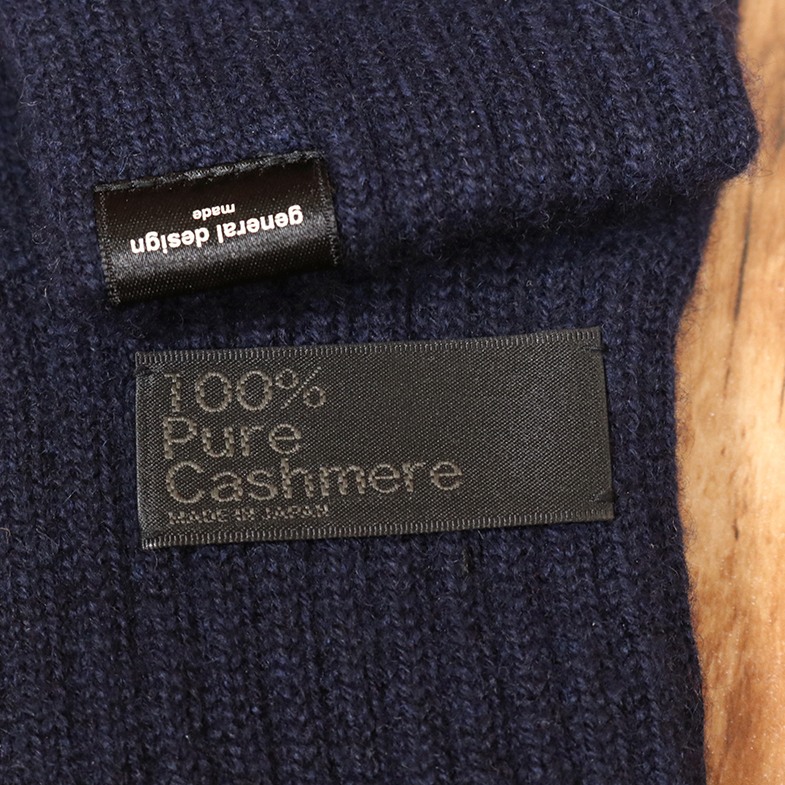 general design
made
100%
Pure
Cashmere
MADE IN JAPAN